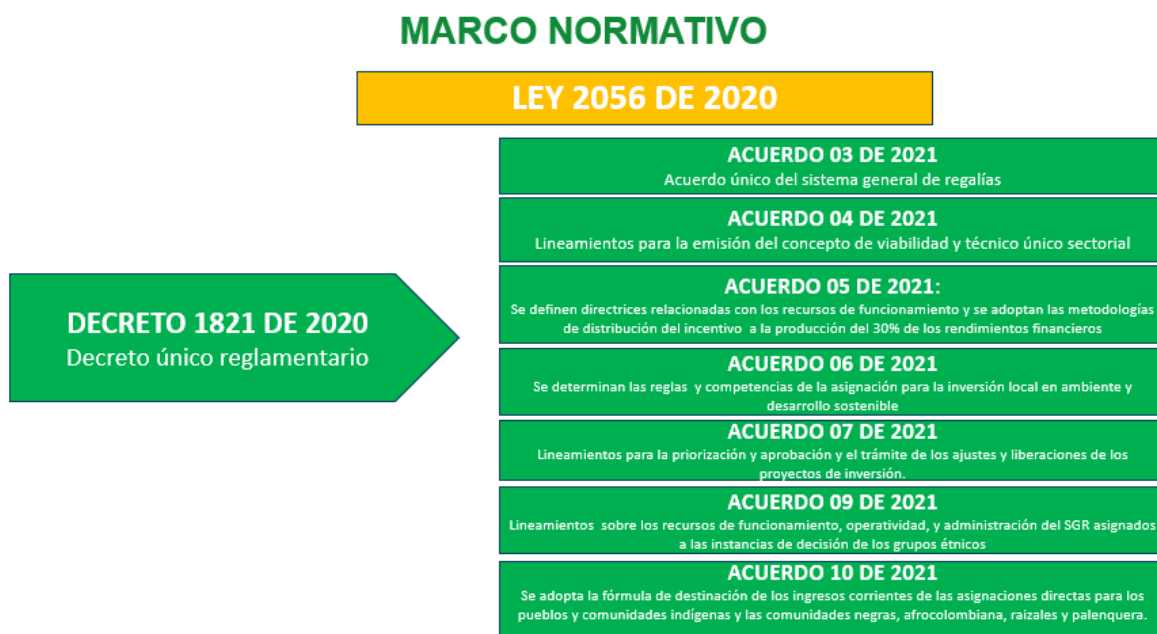 MARCO NORMATIVO
LEY 2056 DE 2020
DECRETO 1821 DE 2020
Decreto único reglamentario
ACUERDO 03 DE 2021
Acuerdo único del sistema general de regalías
ACUERDO 04 DE 2021
Lineamientos para la emisión del concepto de viabilidad y técnico único sectorial
ACUERDO 05 DE 2021:
Se definen directrices relacionadas con los recursos de funcionamiento y se adoptan las metodologías
de distribución del incentivo a la producción del 30% de los rendimientos financieros
ACUERDO 06 DE 2021
Se determinan las reglas y competencias de la asignación para la inversión local en ambiente y
desarrollo sostenible
ACUERDO 07 DE 2021
Lineamientos para la priorización y aprobación y el trámite de los ajustes y liberaciones de los
proyectos de inversión.
ACUERDO 09 DE 2021
Lineamientos sobre los recursos de funcionamiento, operatividad, y administración del SGR asignados
a las instancias de decisión de los grupos étnicos
ACUERDO 10 DE 2021
Se adopta la fórmula de destinación de los ingresos corrientes de las asignaciones directas para los
pueblos y comunidades indígenas y las comunidades negras, afrocolombiana, raizales y palenquera.